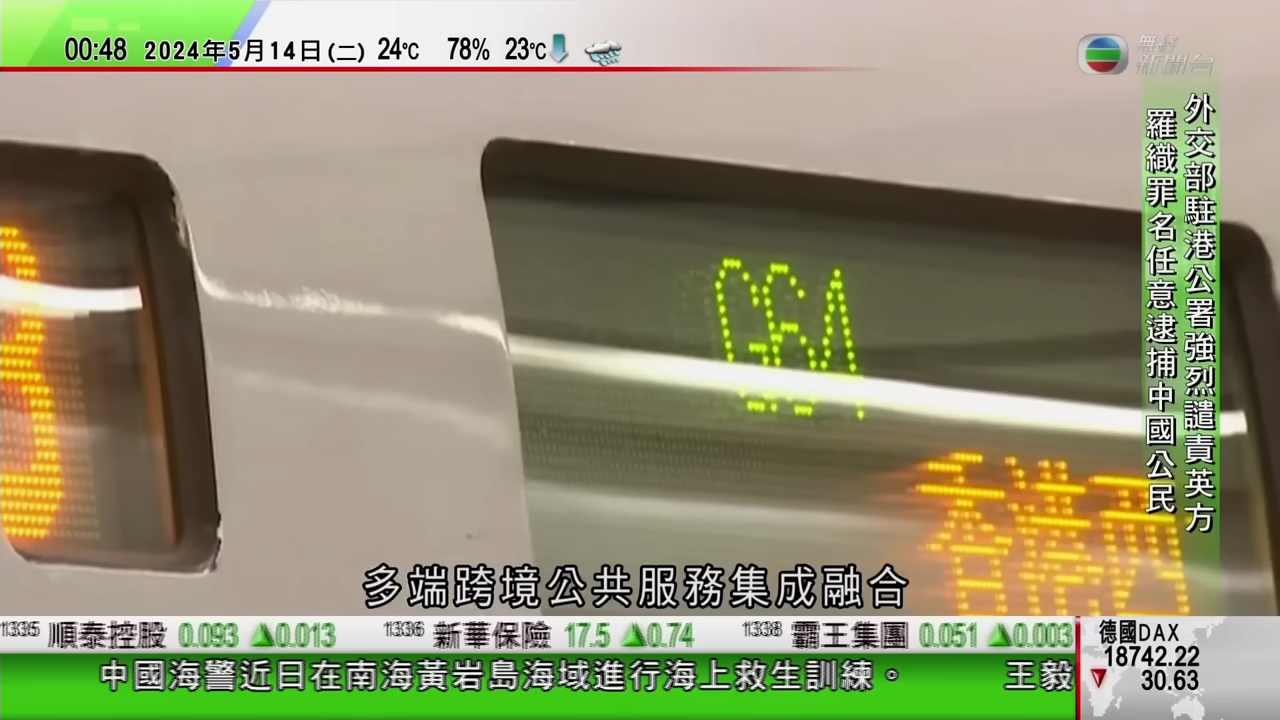 00:48 2024年5月14日(二) 24℃ 78% 23℃
無綫
新聞台
外交部駐港公署強烈譴責英方
羅織罪名任意逮捕中國公民
G64
香港西
多端跨境公共服務集成融合
1335 順泰控股 0.093 ▲0.013 1336 新華保險 17.5 ▲0.74 1338 霸王集團 0.051 ▲0.003
德國DAX
18742.22
▼ 30.63
中國海警近日在南海黃岩島海域進行海上救生訓練。 王毅